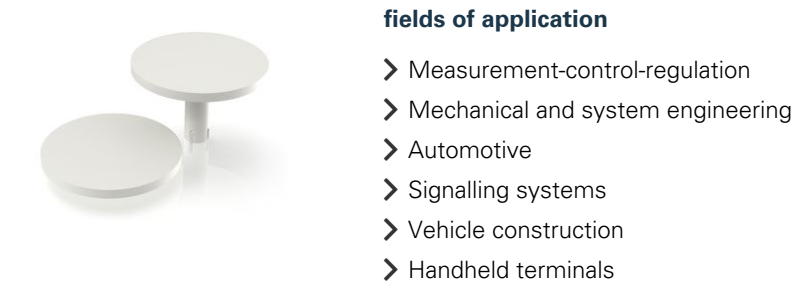 fields of application
Measurement-control-regulation
Mechanical and system engineering
Automotive
Signalling systems
Vehicle construction
Handheld terminals